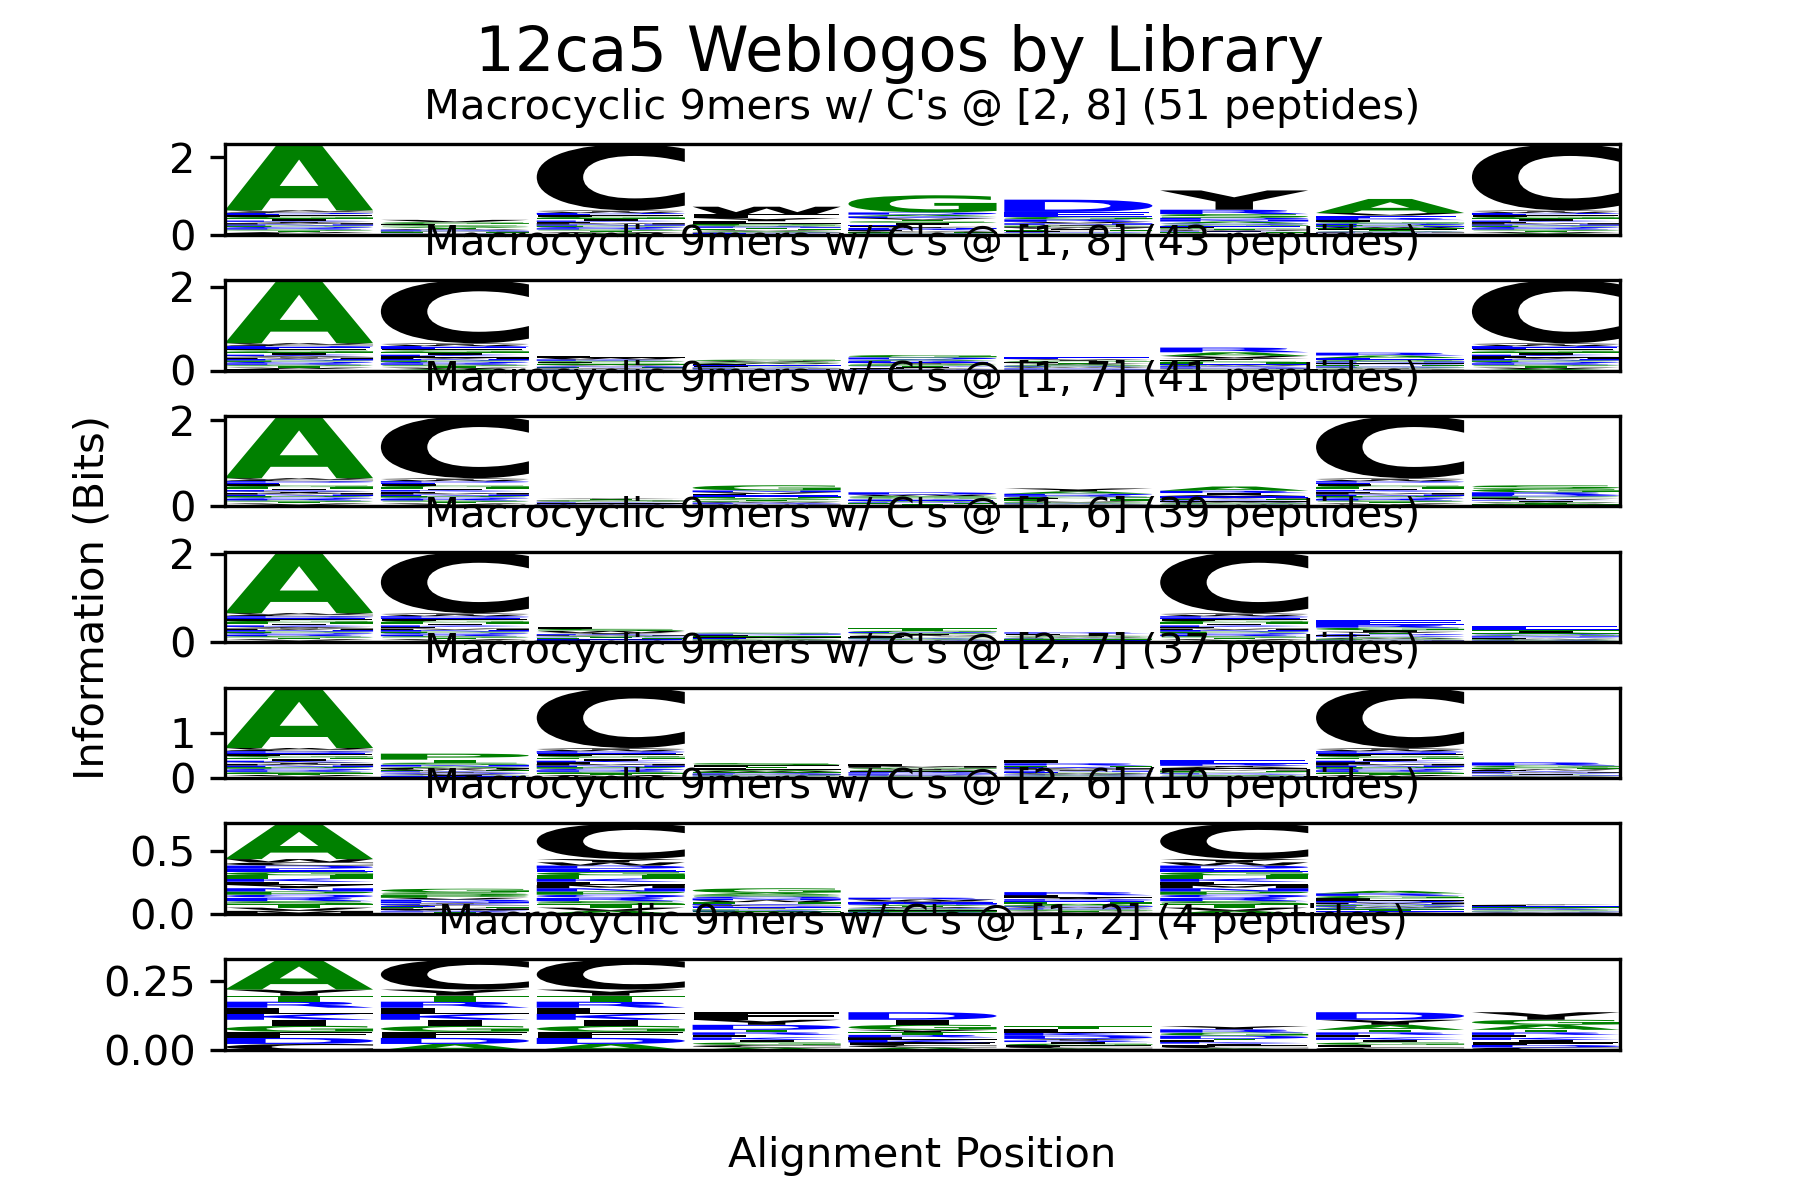 12ca5 Weblogos by Library
Macrocyclic 9mers w/ C's @ [2, 8] (51 peptides)
2
0
A C W G D Y A C
Macrocyclic 9mers w/ C's @ [1, 8] (43 peptides)
2
0
A C C
Macrocyclic 9mers w/ C's @ [1, 7] (41 peptides)
2
0
A C C
Macrocyclic 9mers w/ C's @ [1, 6] (39 peptides)
2
0
A C C
Macrocyclic 9mers w/ C's @ [2, 7] (37 peptides)
1
0
A C C
Macrocyclic 9mers w/ C's @ [2, 6] (10 peptides)
0.5
0.0
A C C
Macrocyclic 9mers w/ C's @ [1, 2] (4 peptides)
0.25
0.00
A C C
Information (Bits)
Alignment Position